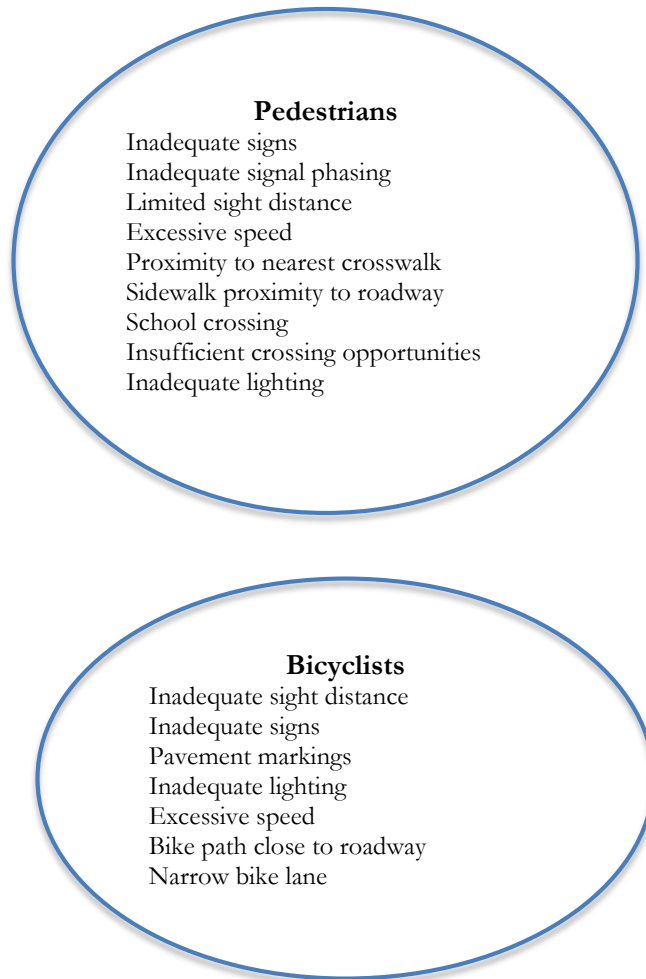 Pedestrians
Inadequate signs
Inadequate signal phasing
Limited sight distance
Excessive speed
Proximity to nearest crosswalk
Sidewalk proximity to roadway
School crossing
Insufficient crossing opportunities
Inadequate lighting
Bicyclists
Inadequate sight distance
Inadequate signs
Pavement markings
Inadequate lighting
Excessive speed
Bike path close to roadway
Narrow bike lane